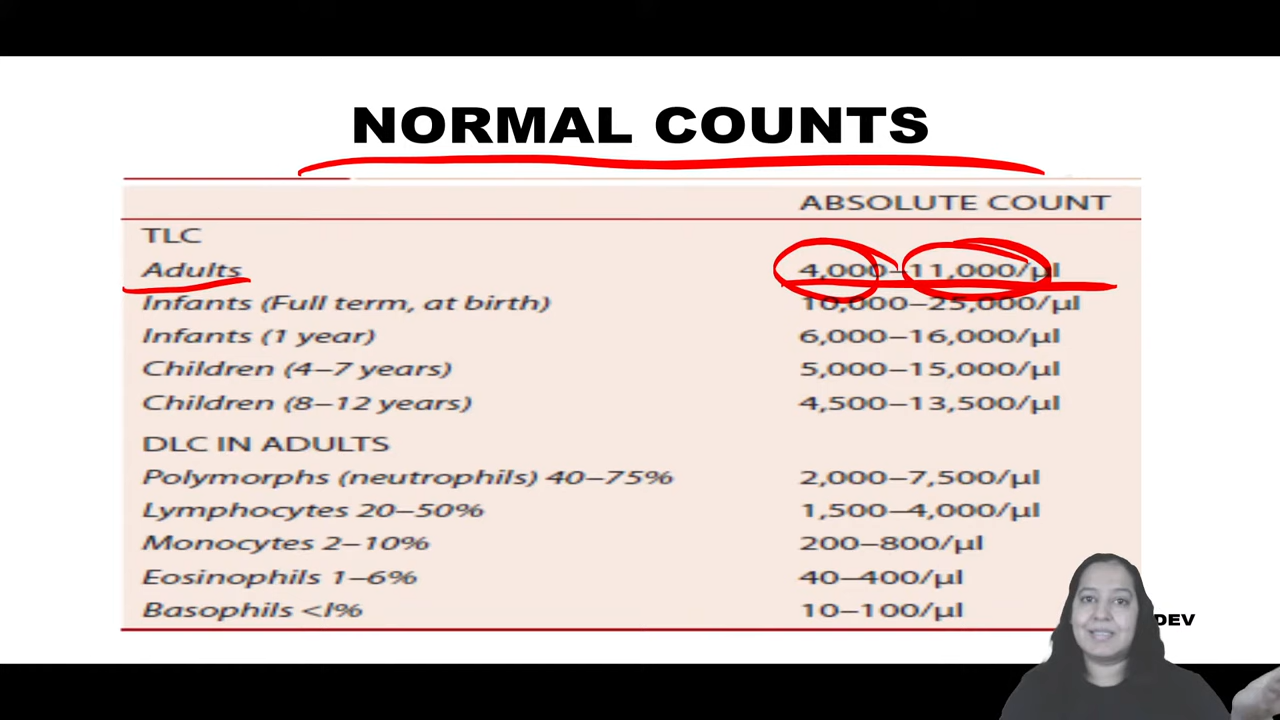 NORMAL COUNTS
ABSOLUTE COUNT
TLC
Adults 4,000–11,000/µl
Infants (Full term, at birth) 10,000–25,000/µl
Infants (1 year) 6,000–16,000/µl
Children (4–7 years) 5,000–15,000/µl
Children (8–12 years) 4,500–13,500/µl
DLC IN ADULTS
Polymorphs (neutrophils) 40–75% 2,000–7,500/µl
Lymphocytes 20–50% 1,500–4,000/µl
Monocytes 2–10% 200–800/µl
Eosinophils 1–6% 40–400/µl
Basophils <l% 10–100/µl
DEV